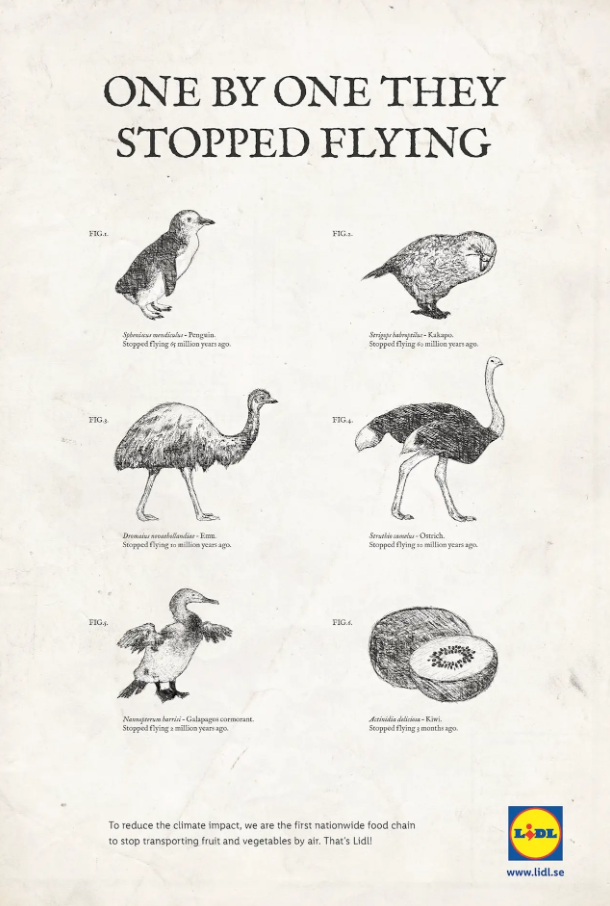 ONE BY ONE THEY
STOPPED FLYING
FIG.1.
Spheniscus mendiculus - Penguin.
Stopped flying 65 million years ago.
FIG.2.
Strigops habroptilus - Kakapo.
Stopped flying 60 million years ago.
FIG.3.
Dromaius novaehollandiae - Emu.
Stopped flying 10 million years ago.
FIG.4.
Struthio camelus - Ostrich.
Stopped flying million years ago.
FIG.5.
Nannopterum harrisi - Galapagos cormorant.
Stopped flying 2 million years ago.
FIG.6.
Actinidia deliciosa - Kiwi.
Stopped flying 3 months ago.
To reduce the climate impact, we are the first nationwide food chain
to stop transporting fruit and vegetables by air. That's Lidl!
LIDL
www.lidl.se